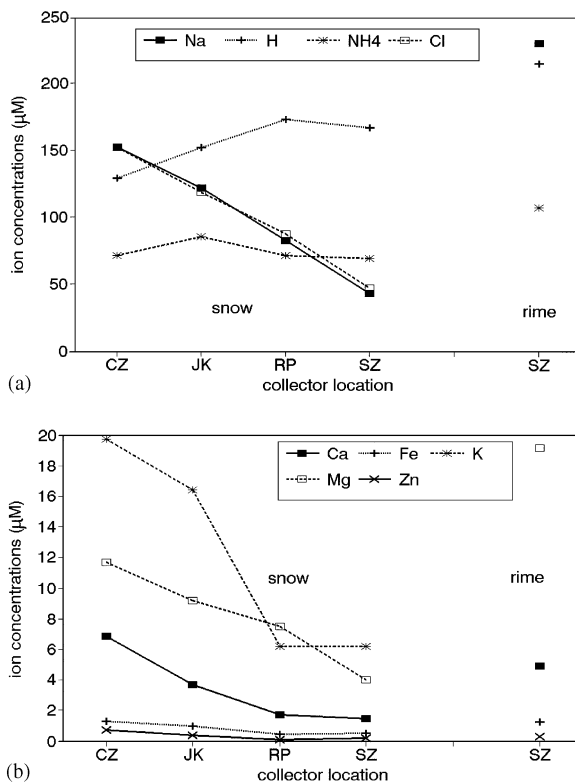 250
200
150
100
50
0
ion concentrations (μM)
Na H NH4 Cl
snow
rime
CZ JK RP SZ SZ
collector location
(a)
20
18
16
14
12
10
8
6
4
2
0
ion concentrations (μM)
Ca Fe K
Mg Zn
snow
rime
CZ JK RP SZ SZ
collector location
(b)